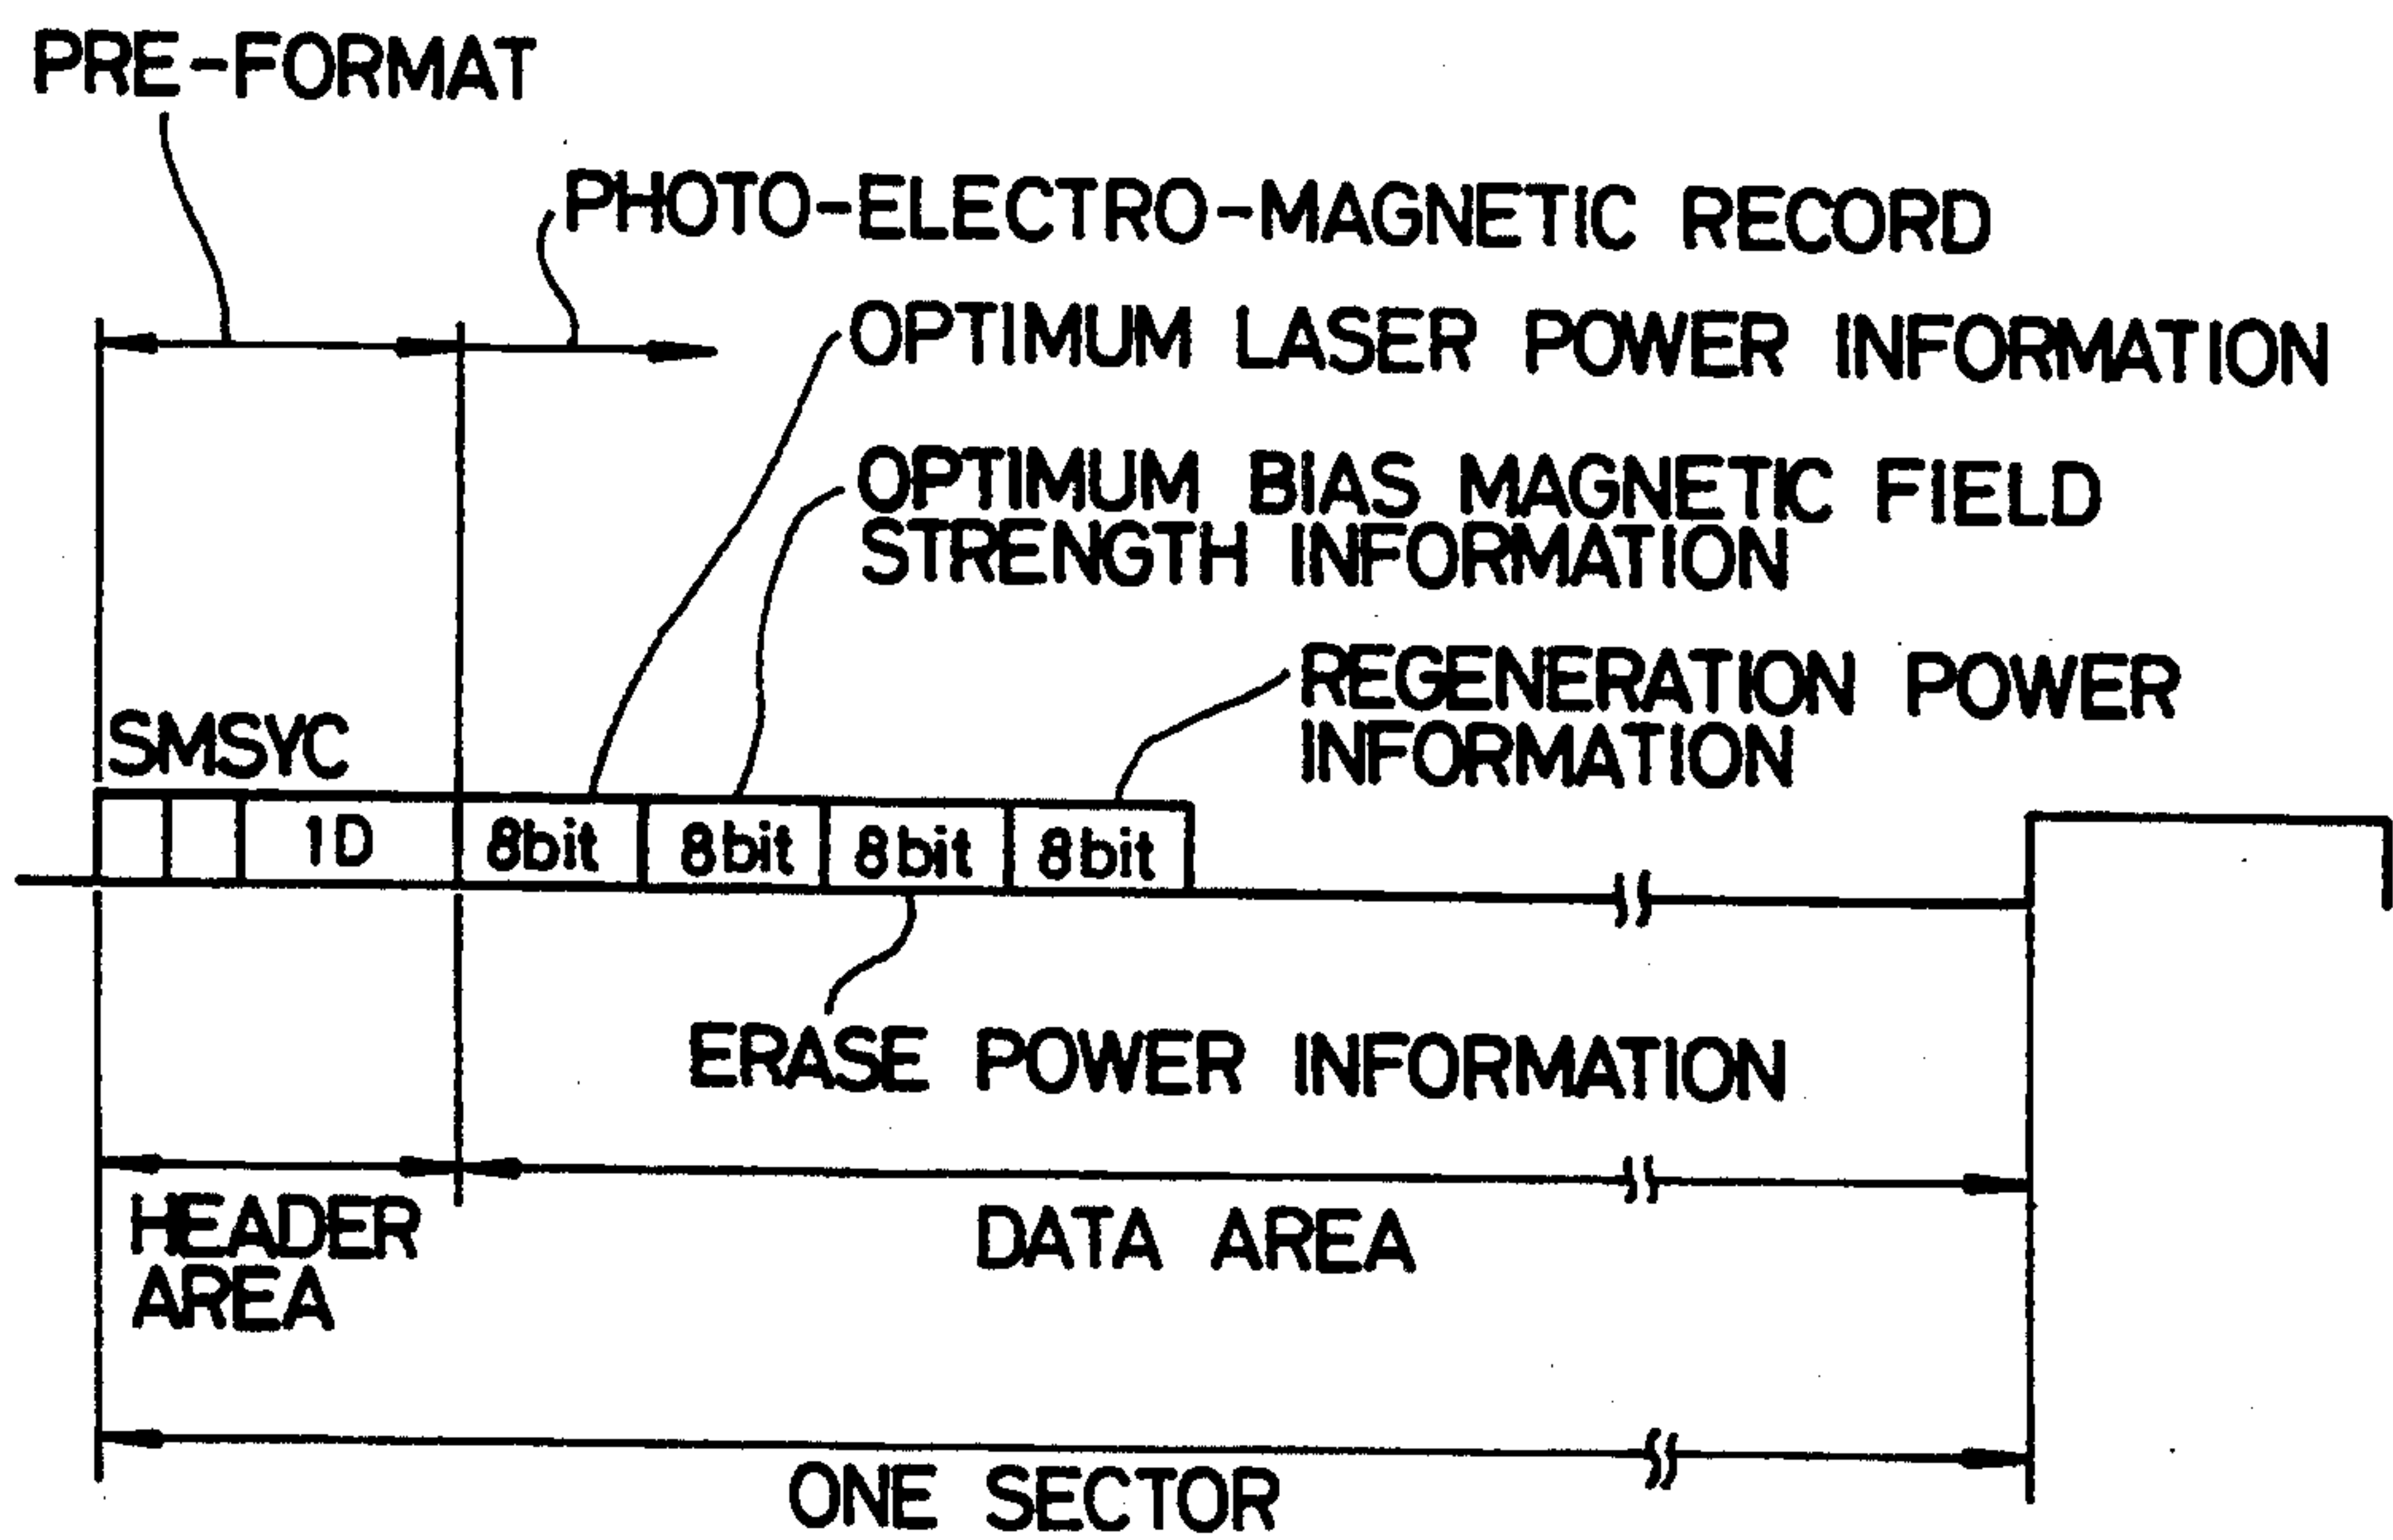 PRE-FORMAT
PHOTO-ELECTRO-MAGNETIC RECORD
OPTIMUM LASER POWER INFORMATION
OPTIMUM BIAS MAGNETIC FIELD
STRENGTH INFORMATION
REGENERATION POWER
INFORMATION
SMSYC
1D 8bit 8bit 8bit 8bit
ERASE POWER INFORMATION
HEADER
AREA
DATA AREA
ONE SECTOR